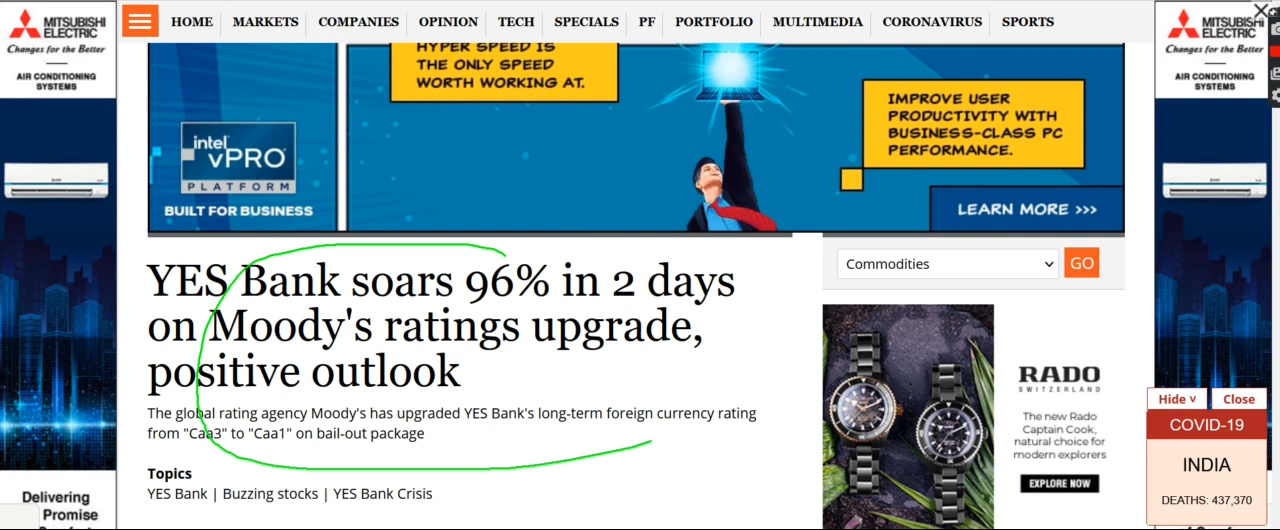 MITSUBISHI
ELECTRIC
Changes for the Better
AIR CONDITIONING
SYSTEMS
Delivering
Promise
HOME MARKETS COMPANIES OPINION TECH SPECIALS PF PORTFOLIO MULTIMEDIA CORONAVIRUS SPORTS
HYPER SPEED IS
THE ONLY SPEED
WORTH WORKING AT.
intel
vPRO
PLATFORM
BUILT FOR BUSINESS
IMPROVE USER
PRODUCTIVITY WITH
BUSINESS-CLASS PC
PERFORMANCE.
LEARN MORE >>>
YES Bank soars 96% in 2 days
on Moody's ratings upgrade,
positive outlook
The global rating agency Moody's has upgraded YES Bank's long-term foreign currency rating
from "Caa3" to "Caa1" on bail-out package
Topics
YES Bank | Buzzing stocks | YES Bank Crisis
Commodities GO
RADO
SWITZERLAND
The new Rado
Captain Cook,
natural choice for
modern explorers
EXPLORE NOW
MITSUBISHI
ELECTRIC
Changes for the Better
AIR CONDITIONING
SYSTEMS
Hide v Close
COVID-19
INDIA
DEATHS: 437,370